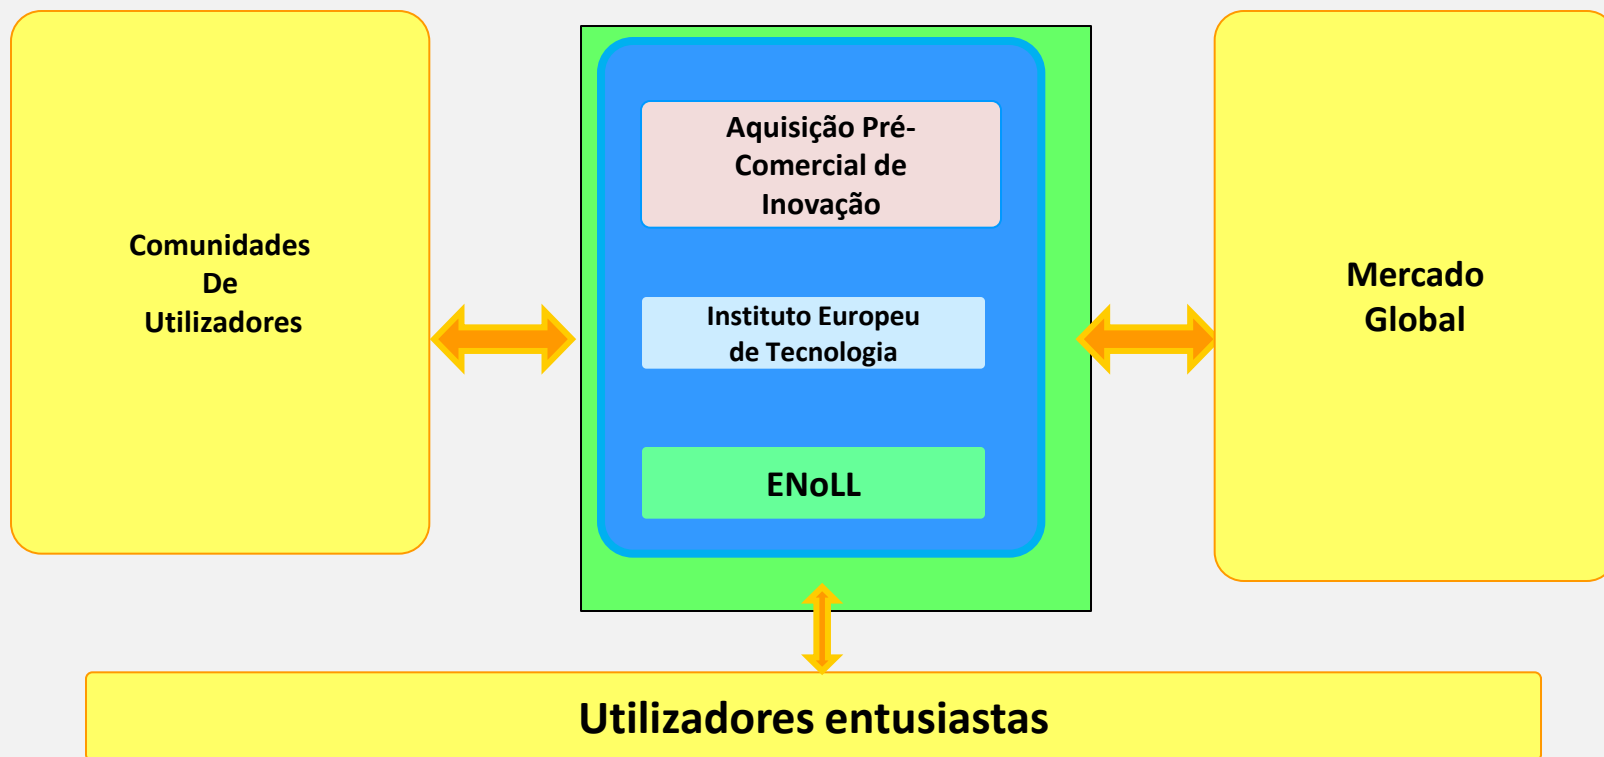 Comunidades
De
Utilizadores
Aquisição Pré-
Comercial de
Inovação
Instituto Europeu
de Tecnologia
ENoLL
Mercado
Global
Utilizadores entusiastas